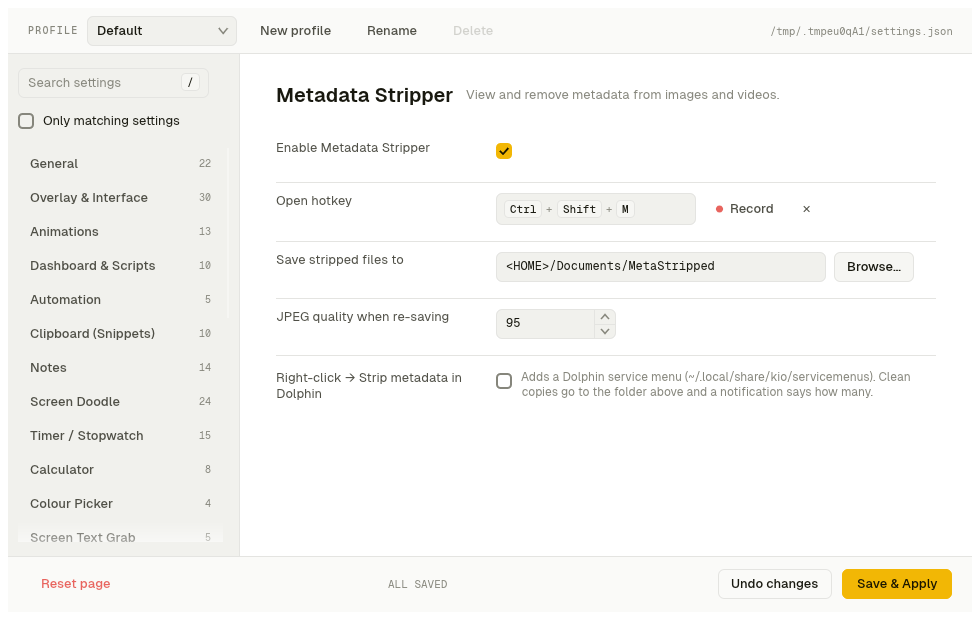 PROFILE Default New profile Rename Delete /tmp/.tmpeu0qA1/settings.json
Search settings /
Only matching settings
General 22
Overlay & Interface 30
Animations 13
Dashboard & Scripts 10
Automation 5
Clipboard (Snippets) 10
Notes 14
Screen Doodle 24
Timer / Stopwatch 15
Calculator 8
Colour Picker 4
Screen Text Grab 5
Metadata Stripper View and remove metadata from images and videos.
Enable Metadata Stripper
Open hotkey Ctrl + Shift + M Record ×
Save stripped files to <HOME>/Documents/MetaStripped Browse...
JPEG quality when re-saving 95
Right-click → Strip metadata in
Dolphin
Adds a Dolphin service menu (~/.local/share/kio/servicemenus). Clean
copies go to the folder above and a notification says how many.
Reset page ALL SAVED Undo changes Save & Apply